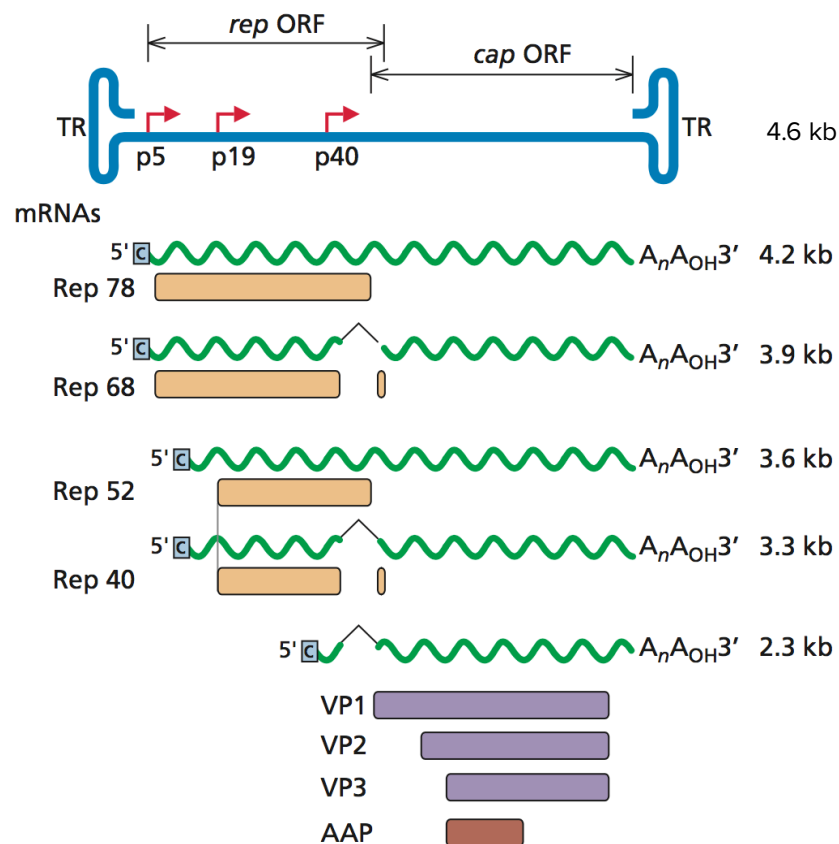 rep ORF
cap ORF
TR TR 4.6 kb
p5 p19 p40
mRNAs
5' C AnAOH3′ 4.2 kb
Rep 78
5' C AnAOH3′ 3.9 kb
Rep 68
5' C AnAOH3′ 3.6 kb
Rep 52
5' C AnAOH3′ 3.3 kb
Rep 40
5' C AnAOH3′ 2.3 kb
VP1
VP2
VP3
AAP